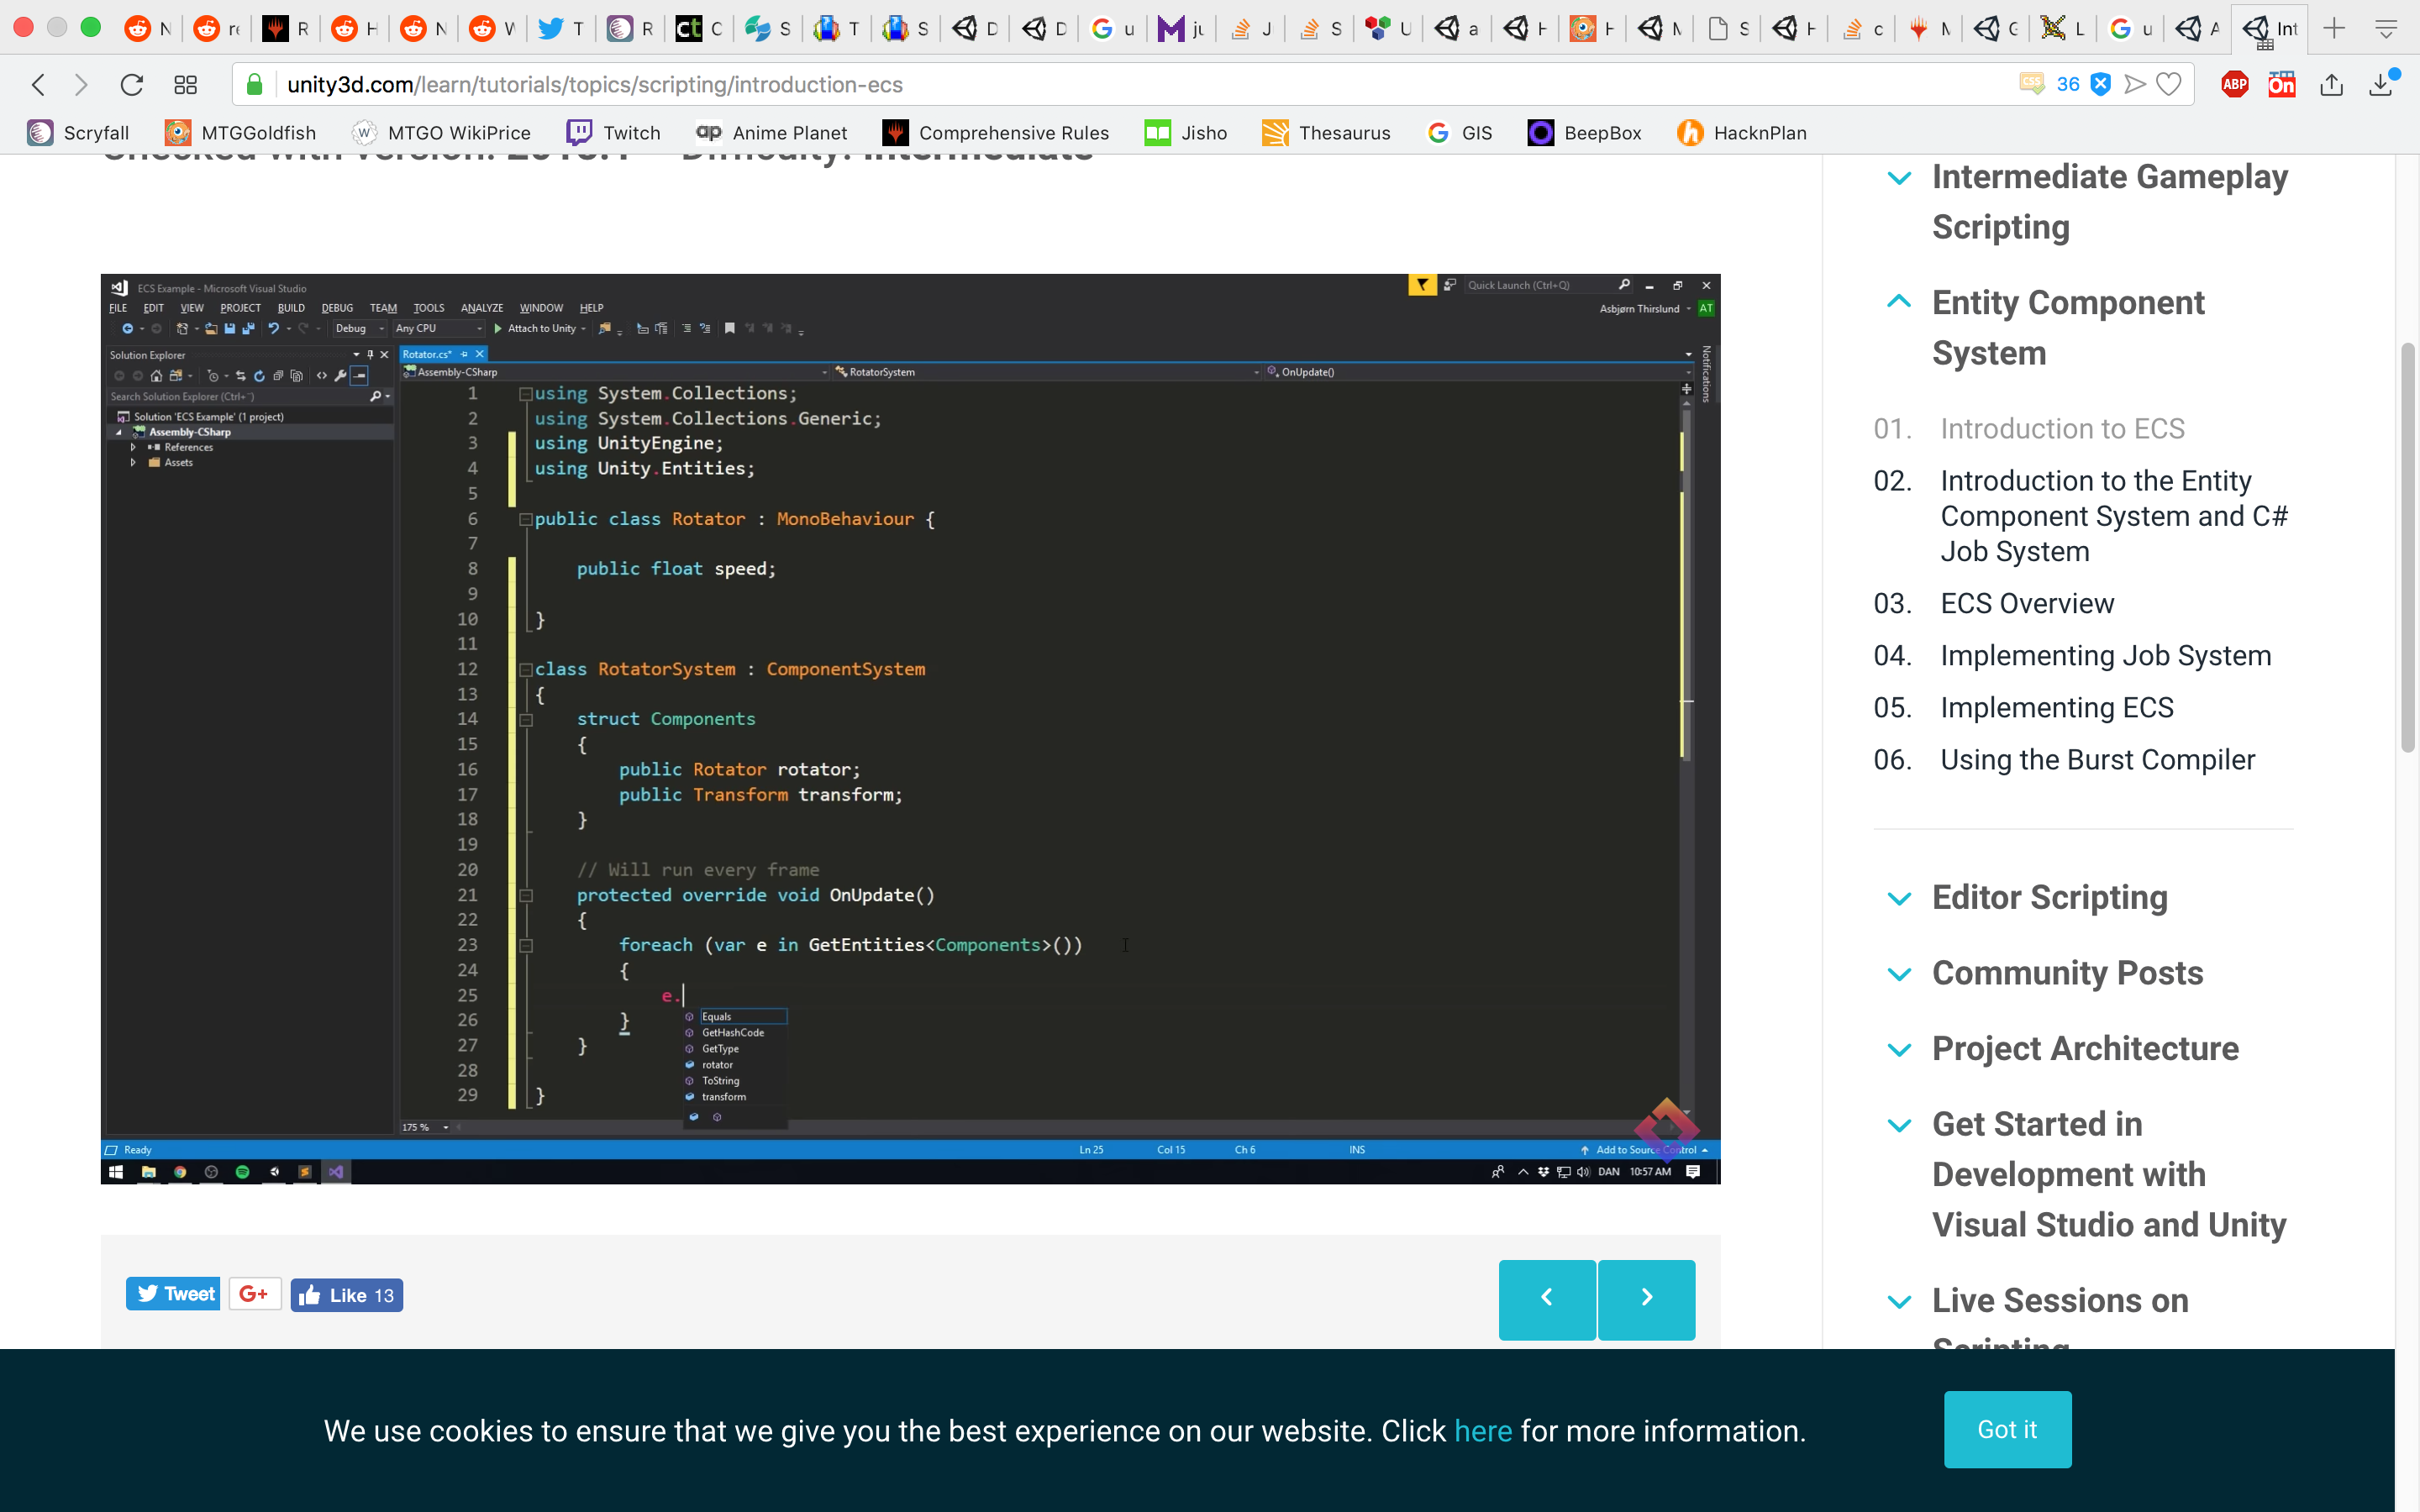 N
re
R
H
N
W
T
R
C
S
T
S
D
D
u
ju
J
S
U
a
H
H
M
S
H
c
M
G
L
u
A
Int
unity3d.com/learn/tutorials/topics/scripting/introduction-ecs
36
ABP
On
Scryfall
MTGGoldfish
MTGO WikiPrice
Twitch
Anime Planet
Comprehensive Rules
Jisho
Thesaurus
GIS
BeepBox
HacknPlan
Checked with version: 2018.1 - Difficulty: Intermediate
ECS Example - Microsoft Visual Studio
Quick Launch (Ctrl+Q)
FILE EDIT VIEW PROJECT BUILD DEBUG TEAM TOOLS ANALYZE WINDOW HELP
Asbjørn Thirslund AT
Debug Any CPU Attach to Unity
Solution Explorer
Rotator.cs*
Notifications
Assembly-CSharp RotatorSystem OnUpdate()
Search Solution Explorer (Ctrl+¨)
Solution 'ECS Example' (1 project)
Assembly-CSharp
References
Assets
1 using System.Collections;
2 using System.Collections.Generic;
3 using UnityEngine;
4 using Unity.Entities;
5
6 public class Rotator : MonoBehaviour {
7
8 public float speed;
9
10 }
11
12 class RotatorSystem : ComponentSystem
13 {
14 struct Components
15 {
16 public Rotator rotator;
17 public Transform transform;
18 }
19
20 // Will run every frame
21 protected override void OnUpdate()
22 {
23 foreach (var e in GetEntities<Components>())
24 {
25 e.
26 }
27 }
28
29 }
Equals
GetHashCode
GetType
rotator
ToString
transform
175 %
Ready Ln 25 Col 15 Ch 6 INS Add to Source Control
DAN 10:57 AM
Tweet
G+
Like 13
Intermediate Gameplay
Scripting
Entity Component
System
01. Introduction to ECS
02. Introduction to the Entity
Component System and C#
Job System
03. ECS Overview
04. Implementing Job System
05. Implementing ECS
06. Using the Burst Compiler
Editor Scripting
Community Posts
Project Architecture
Get Started in
Development with
Visual Studio and Unity
Live Sessions on
Scripting
We use cookies to ensure that we give you the best experience on our website. Click here for more information.
Got it